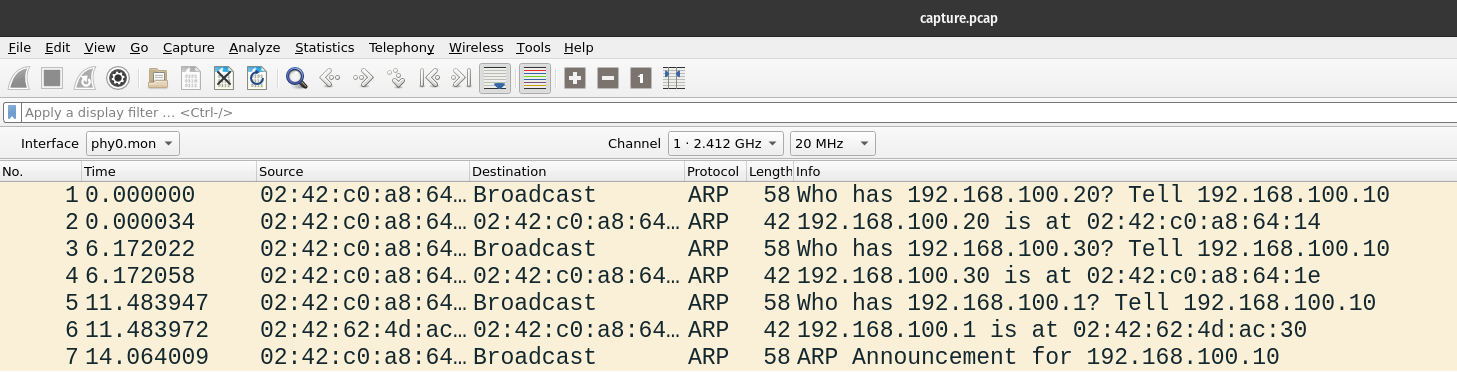 capture.pcap
File Edit View Go Capture Analyze Statistics Telephony Wireless Tools Help
Apply a display filter … <Ctrl-/>
Interface phy0.mon Channel 1 · 2.412 GHz 20 MHz
No. Time Source Destination Protocol Length Info
1 0.000000 02:42:c0:a8:64… Broadcast ARP 58 Who has 192.168.100.20? Tell 192.168.100.10
2 0.000034 02:42:c0:a8:64… 02:42:c0:a8:64… ARP 42 192.168.100.20 is at 02:42:c0:a8:64:14
3 6.172022 02:42:c0:a8:64… Broadcast ARP 58 Who has 192.168.100.30? Tell 192.168.100.10
4 6.172058 02:42:c0:a8:64… 02:42:c0:a8:64… ARP 42 192.168.100.30 is at 02:42:c0:a8:64:1e
5 11.483947 02:42:c0:a8:64… Broadcast ARP 58 Who has 192.168.100.1? Tell 192.168.100.10
6 11.483972 02:42:62:4d:ac… 02:42:c0:a8:64… ARP 42 192.168.100.1 is at 02:42:62:4d:ac:30
7 14.064009 02:42:c0:a8:64… Broadcast ARP 58 ARP Announcement for 192.168.100.10